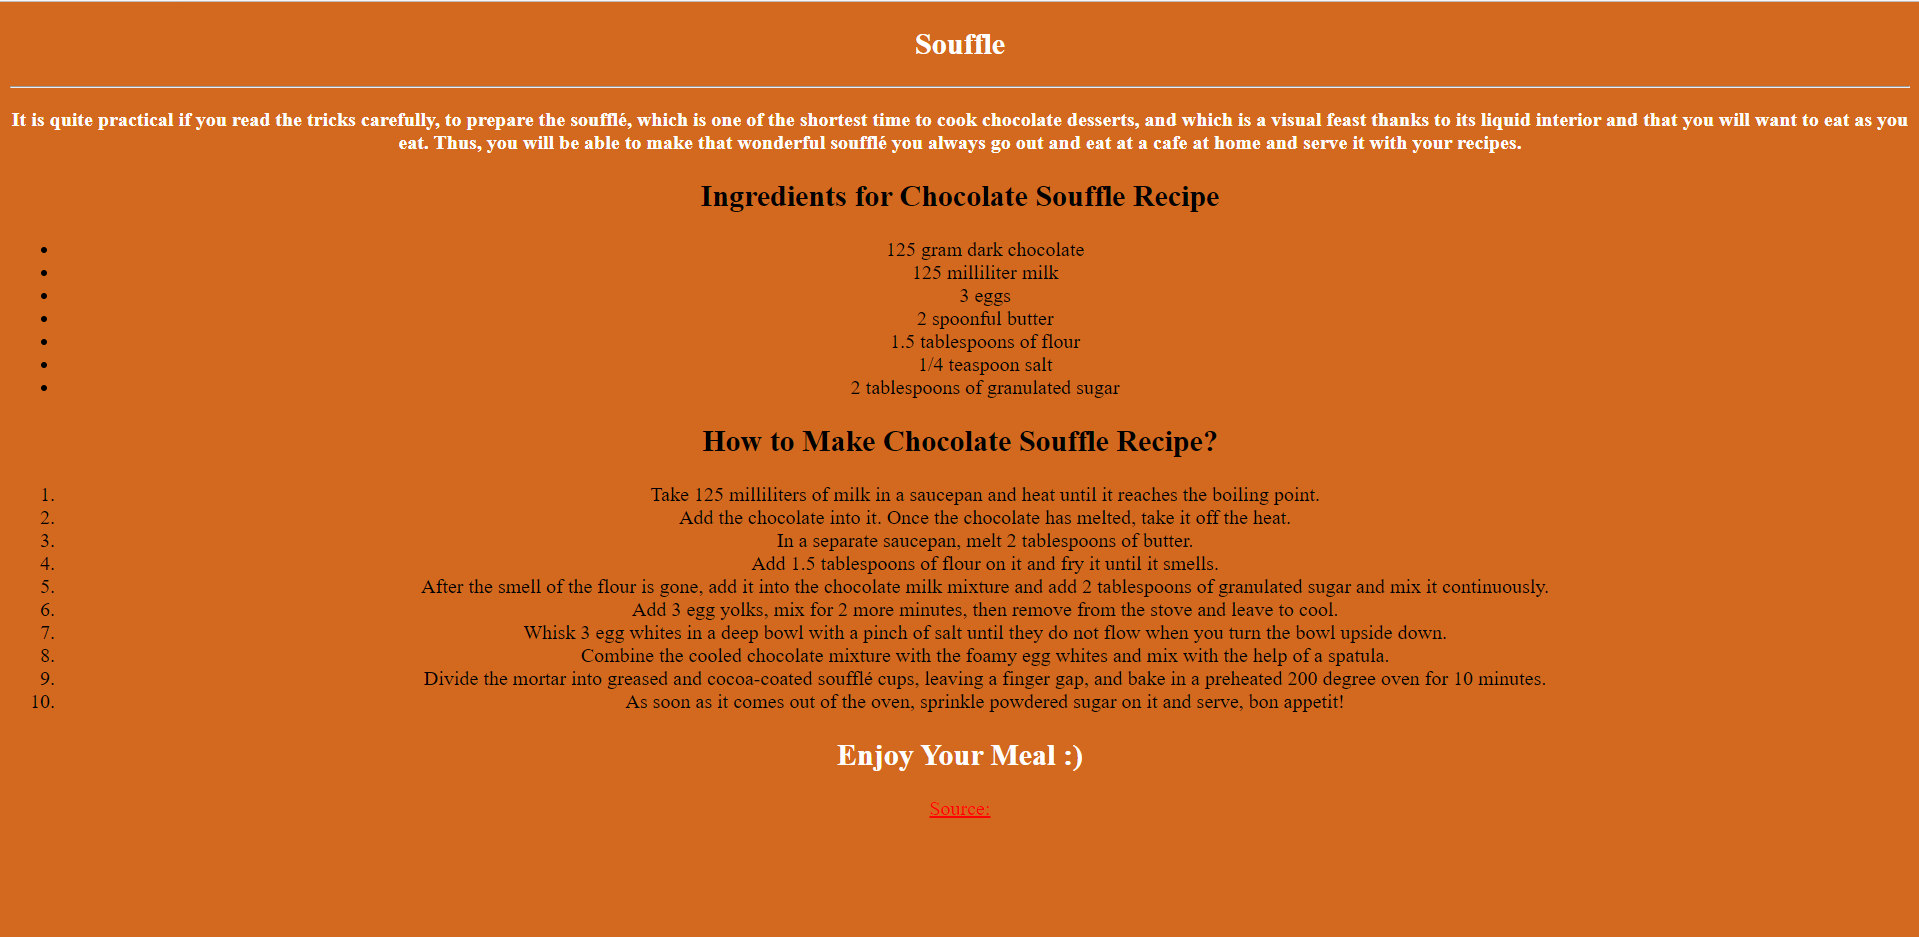 Souffle
It is quite practical if you read the tricks carefully, to prepare the soufflé, which is one of the shortest time to cook chocolate desserts, and which is a visual feast thanks to its liquid interior and that you will want to eat as you
eat. Thus, you will be able to make that wonderful soufflé you always go out and eat at a cafe at home and serve it with your recipes.
Ingredients for Chocolate Souffle Recipe
• 125 gram dark chocolate
• 125 milliliter milk
• 3 eggs
• 2 spoonful butter
• 1.5 tablespoons of flour
• 1/4 teaspoon salt
• 2 tablespoons of granulated sugar
How to Make Chocolate Souffle Recipe?
1. Take 125 milliliters of milk in a saucepan and heat until it reaches the boiling point.
2. Add the chocolate into it. Once the chocolate has melted, take it off the heat.
3. In a separate saucepan, melt 2 tablespoons of butter.
4. Add 1.5 tablespoons of flour on it and fry it until it smells.
5. After the smell of the flour is gone, add it into the chocolate milk mixture and add 2 tablespoons of granulated sugar and mix it continuously.
6. Add 3 egg yolks, mix for 2 more minutes, then remove from the stove and leave to cool.
7. Whisk 3 egg whites in a deep bowl with a pinch of salt until they do not flow when you turn the bowl upside down.
8. Combine the cooled chocolate mixture with the foamy egg whites and mix with the help of a spatula.
9. Divide the mortar into greased and cocoa-coated soufflé cups, leaving a finger gap, and bake in a preheated 200 degree oven for 10 minutes.
10. As soon as it comes out of the oven, sprinkle powdered sugar on it and serve, bon appetit!
Enjoy Your Meal :)
Source: